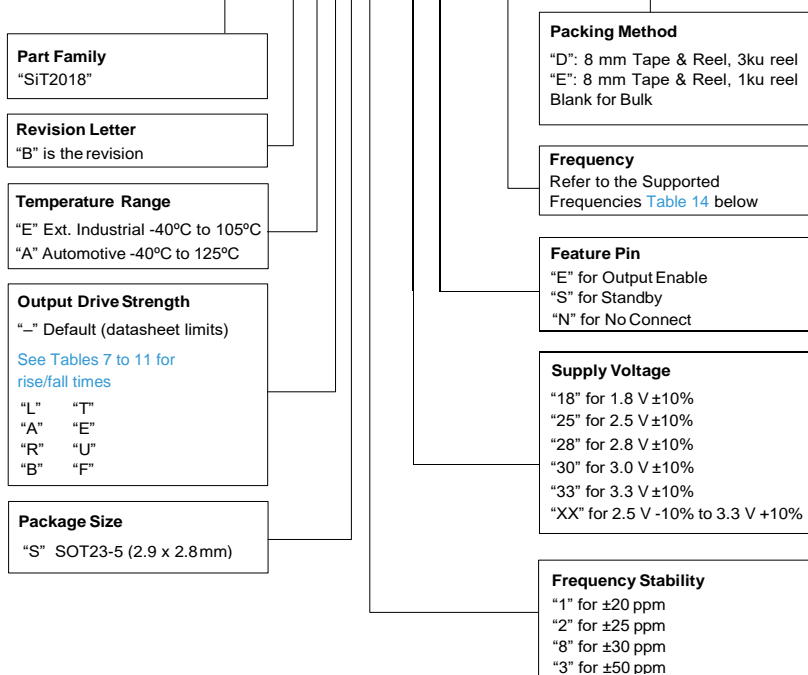 Part Family
“SiT2018”
Revision Letter
“B” is the revision
Temperature Range
“E” Ext. Industrial -40ºC to 105ºC
“A” Automotive -40ºC to 125ºC
Output Drive Strength
“–” Default (datasheet limits)
See Tables 7 to 11 for
rise/fall times
“L” “T”
“A” “E”
“R” “U”
“B” “F”
Package Size
“S” SOT23-5 (2.9 x 2.8mm)
Packing Method
“D”: 8 mm Tape & Reel, 3ku reel
“E”: 8 mm Tape & Reel, 1ku reel
Blank for Bulk
Frequency
Refer to the Supported
Frequencies Table 14 below
Feature Pin
“E” for Output Enable
“S” for Standby
“N” for No Connect
Supply Voltage
“18” for 1.8 V ±10%
“25” for 2.5 V ±10%
“28” for 2.8 V ±10%
“30” for 3.0 V ±10%
“33” for 3.3 V ±10%
“XX” for 2.5 V -10% to 3.3 V +10%
Frequency Stability
“1” for ±20 ppm
“2” for ±25 ppm
“8” for ±30 ppm
“3” for ±50 ppm